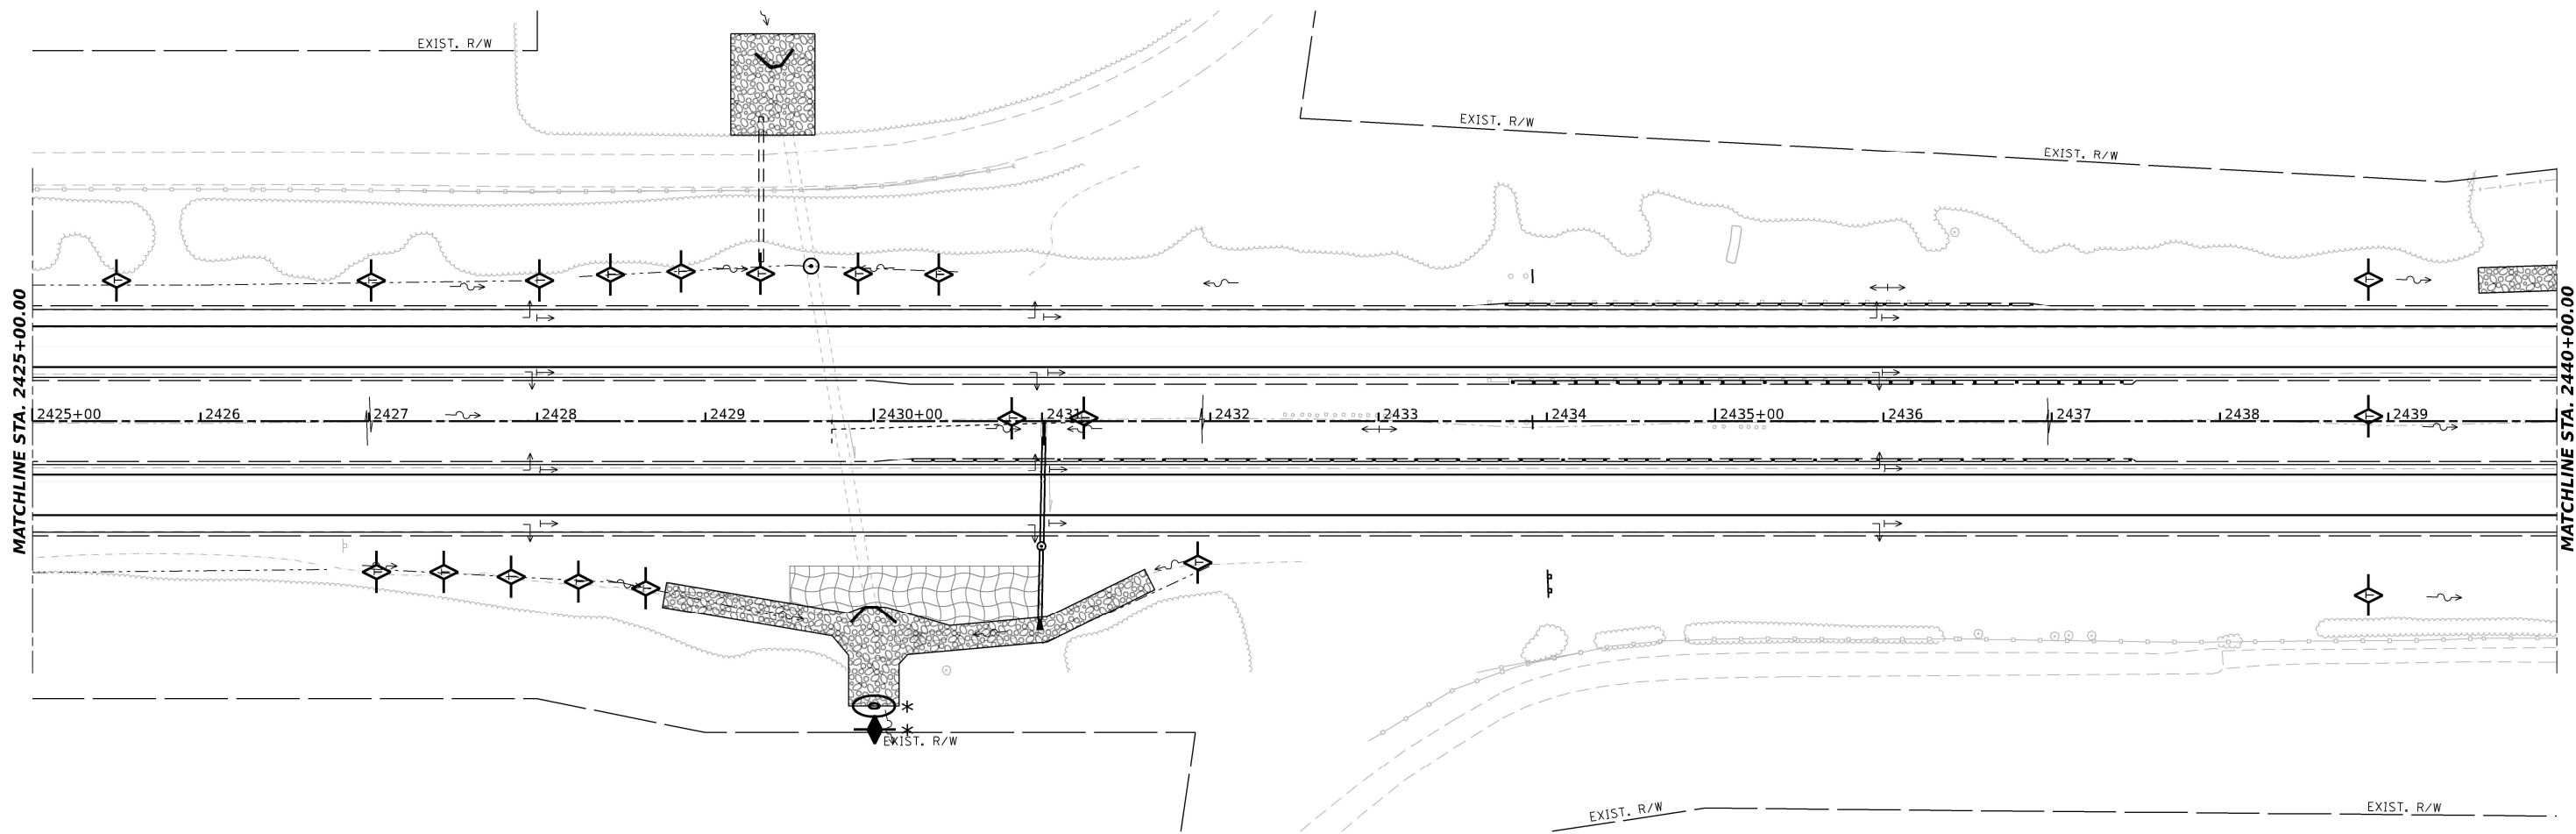 EXIST. R/W
EXIST. R/W
EXIST. R/W
MATCHLINE STA. 2425+00.00
MATCHLINE STA. 2440+00.00
2425+00 2426 2427 2428 2429 2430+00 2431 2432 2433 2434 2435+00 2436 2437 2438 2439
EXIST. R/W
EXIST. R/W
EXIST. R/W